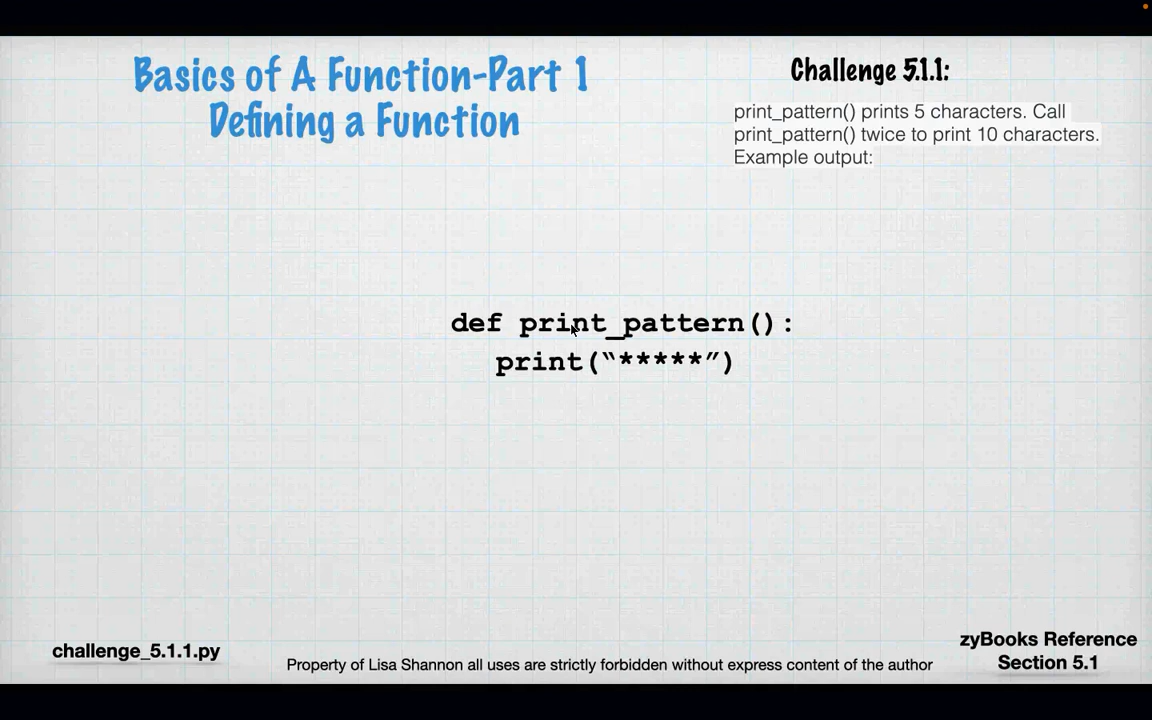 Basics of A Function-Part 1
Defining a Function
Challenge 5.1.1:
print_pattern() prints 5 characters. Call
print_pattern() twice to print 10 characters.
Example output:
def print_pattern():
print(“*****”)
challenge_5.1.1.py
Property of Lisa Shannon all uses are strictly forbidden without express content of the author
zyBooks Reference
Section 5.1